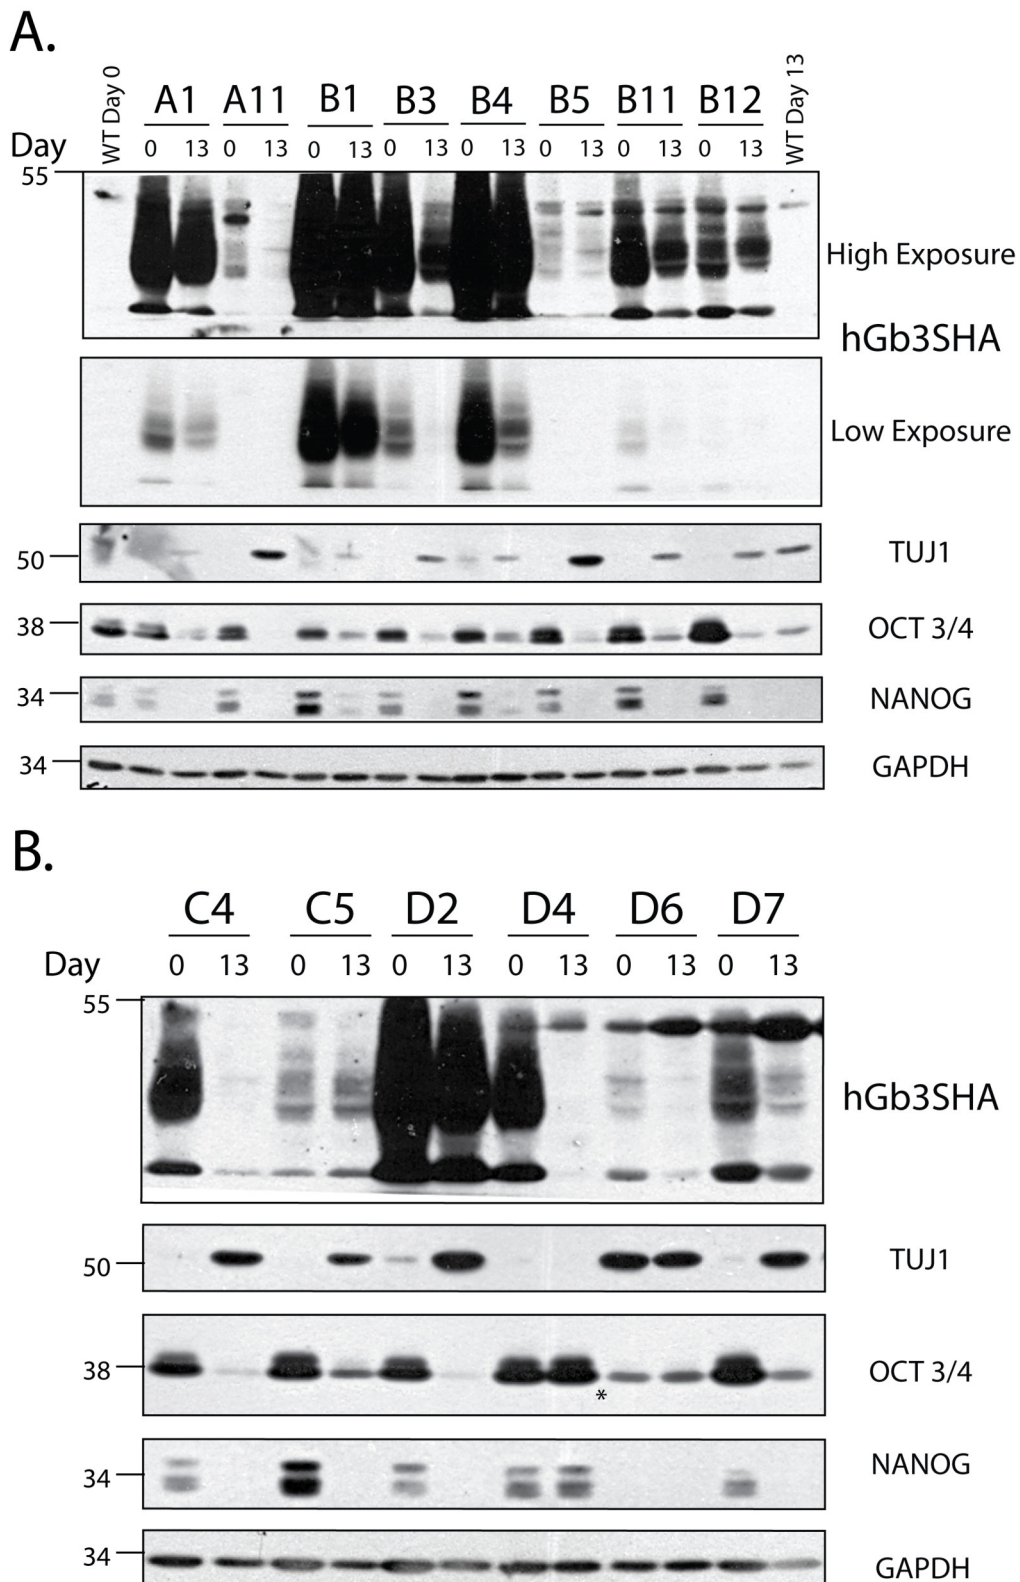 A.
WT Day 0 A1 A11 B1 B3 B4 B5 B11 B12 WT Day 13
Day 0 13 0 13 0 13 0 13 0 13 0 13 0 13 0 13
55
High Exposure
hGb3SHA
Low Exposure
50 TUJ1
38 OCT 3/4
34 NANOG
34 GAPDH
B.
C4 C5 D2 D4 D6 D7
Day 0 13 0 13 0 13 0 13 0 13 0 13
55
hGb3SHA
50 TUJ1
38 OCT 3/4
*
34 NANOG
34 GAPDH